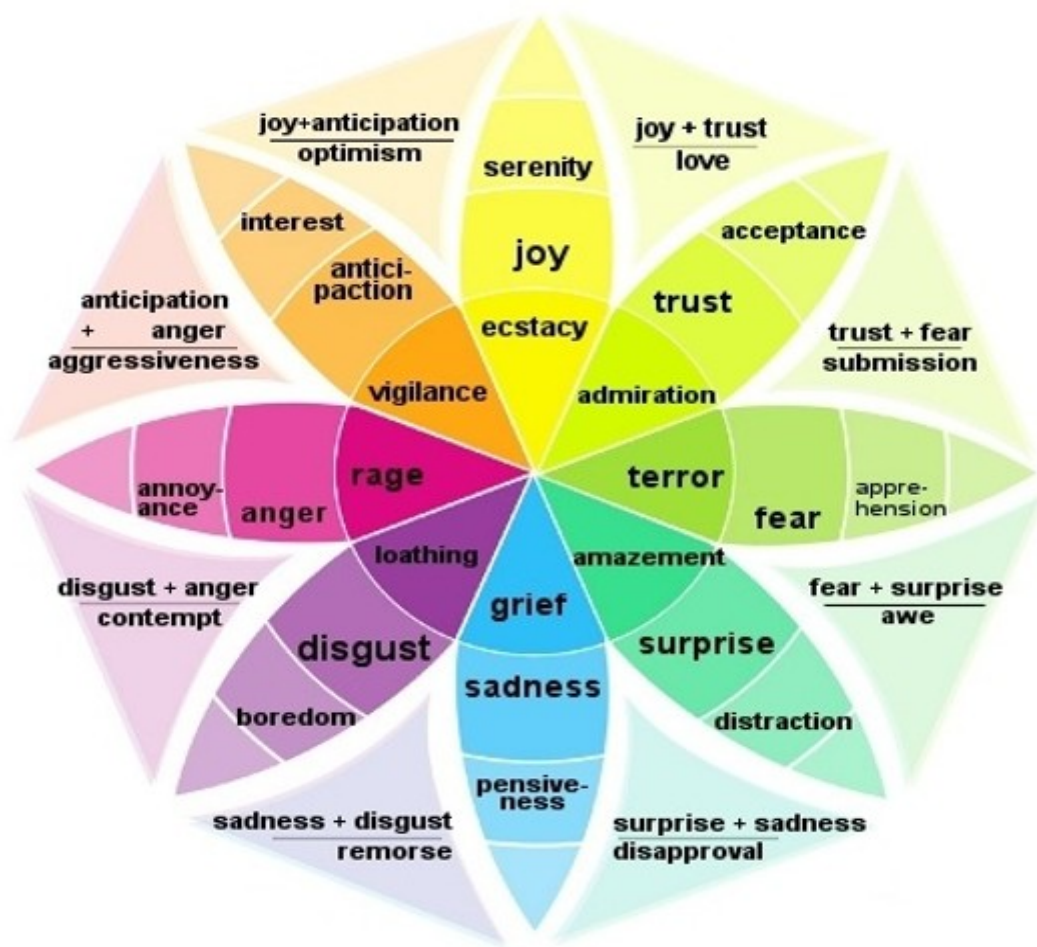 joy+anticipation
optimism
joy + trust
love
serenity
interest
acceptance
joy
antici-
paction
trust
anticipation
+ anger
aggressiveness
ecstacy
trust + fear
submission
vigilance
admiration
annoy-
ance
anger
rage
terror
fear
appre-
hension
loathing
amazement
disgust + anger
contempt
grief
fear + surprise
awe
disgust
surprise
sadness
boredom
distraction
pensive-
ness
sadness + disgust
remorse
surprise + sadness
disapproval